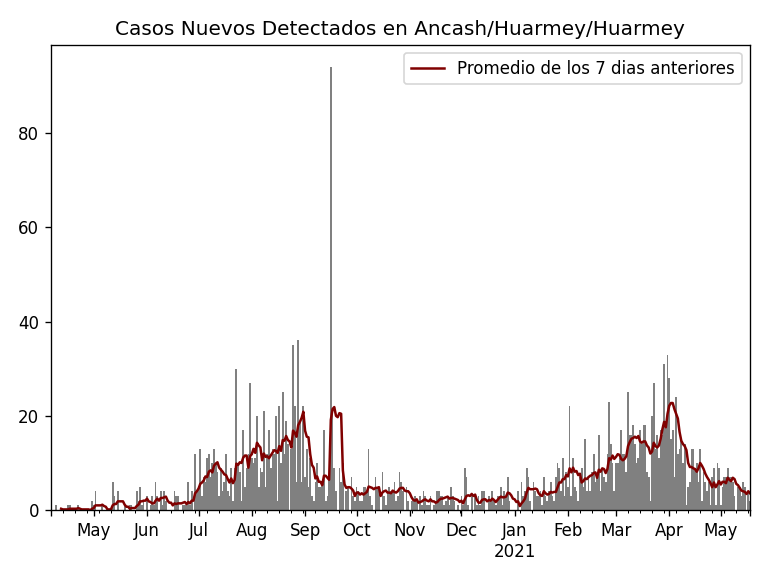 Casos Nuevos Detectados en Ancash/Huarmey/Huarmey
Promedio de los 7 dias anteriores
80
60
40
20
0
May Jun Jul Aug Sep Oct Nov Dec Jan Feb Mar Apr May
2021